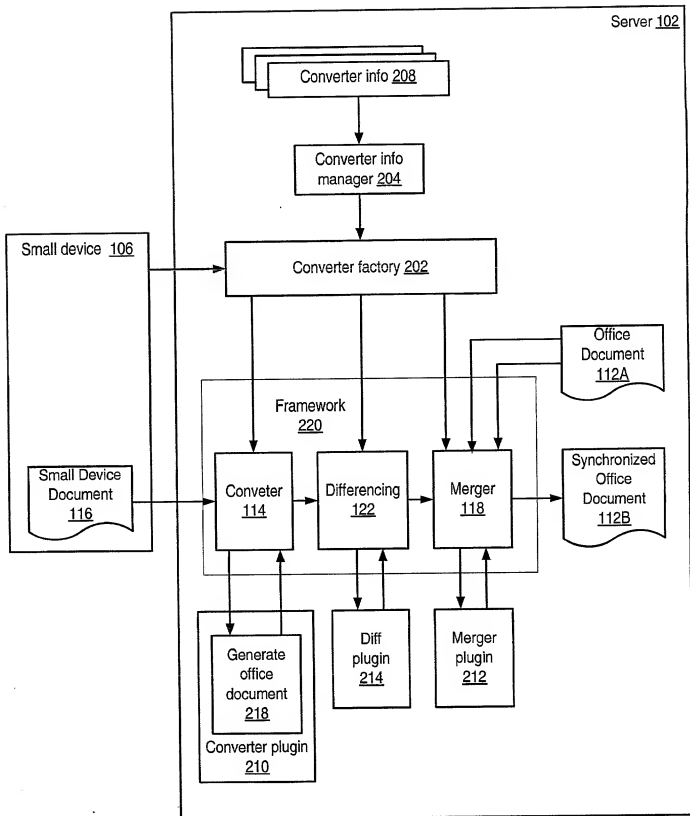 Server 102
Converter info 208
Converter info
manager 204
Small device 106
Converter factory 202
Office
Document
112A
Framework
220
Small Device
Document
116
Conveter
114
Differencing
122
Merger
118
Synchronized
Office
Document
112B
Generate
office
document
218
Converter plugin
210
Diff
plugin
214
Merger
plugin
212